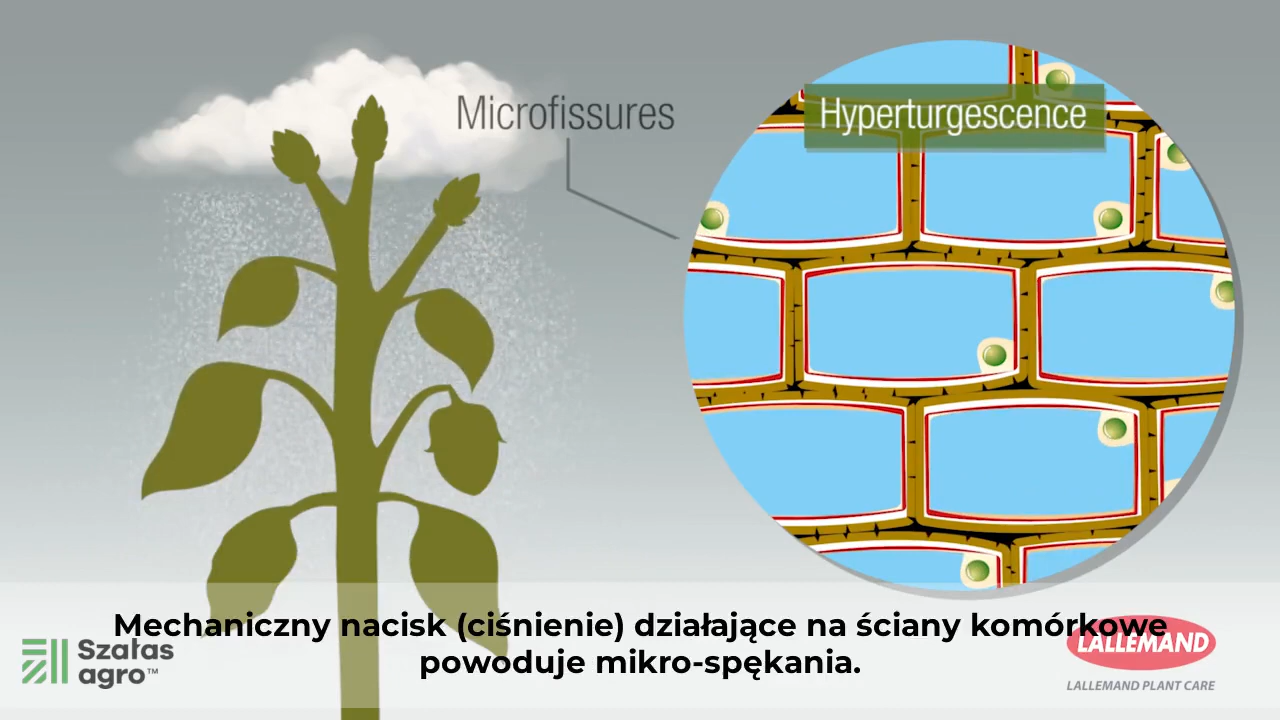 Microfissures
Hyperturgescence
Mechaniczny nacisk (ciśnienie) działające na ściany komórkowe
powoduje mikro-spękania.
Szałas
agro™
LALLEMAND
LALLEMAND PLANT CARE